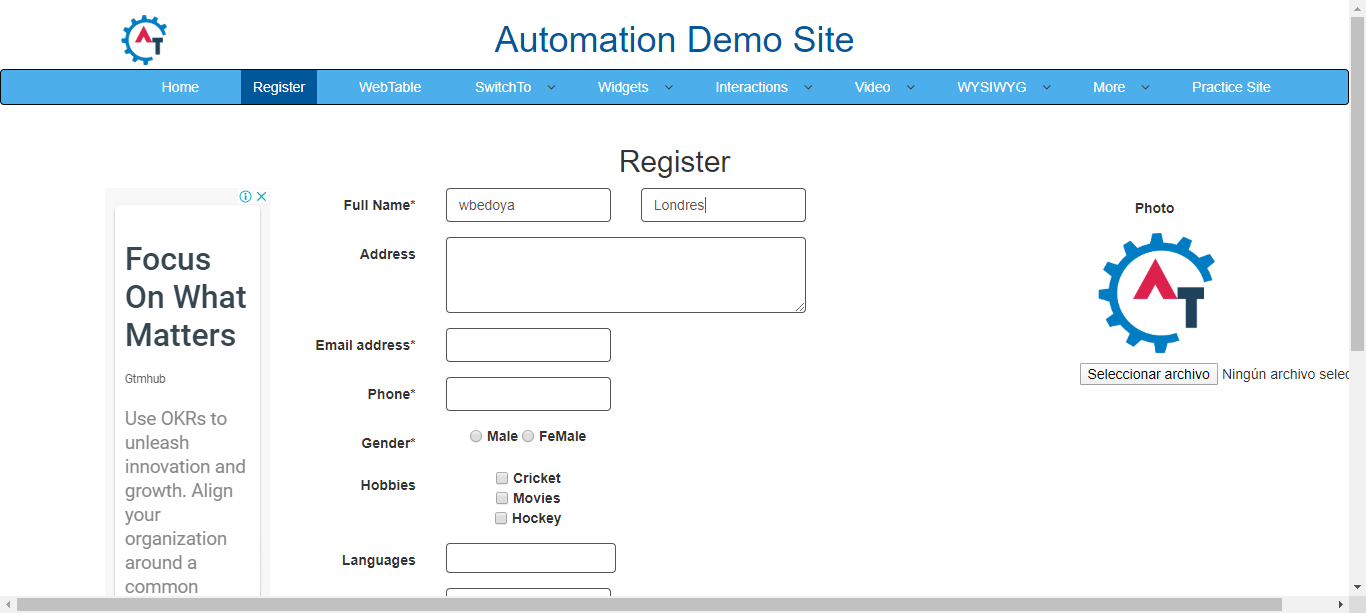 AT
Automation Demo Site
Home Register WebTable SwitchTo Widgets Interactions Video WYSIWYG More Practice Site
Register
Full Name* wbedoya Londres
Address
Email address*
Phone*
Gender* Male FeMale
Hobbies Cricket
Movies
Hockey
Languages
Focus
On What
Matters
Gtmhub
Use OKRs to
unleash
innovation and
growth. Align
your
organization
around a
common
Photo
AT
Seleccionar archivo Ningún archivo selec